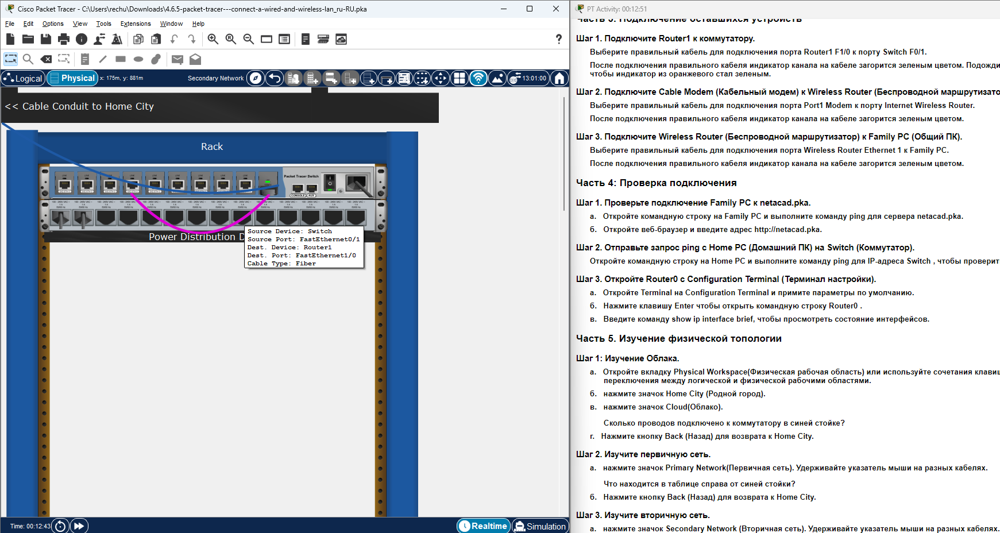 Cisco Packet Tracer - C:\Users\rechu\Downloads\4.6.5-packet-tracer---connect-a-wired-and-wireless-lan_ru-RU.pka
File Edit Options View Tools Extensions Window Help
Logical Physical x: 175m, y: 881m Secondary Network 13:01:00
<< Cable Conduit to Home City
Rack
Packet Tracer Switch
CONSOLE AUX
Power Distribution D
Source Device: Switch
Source Port: FastEthernet0/1
Dest. Device: Router1
Dest. Port: FastEthernet1/0
Cable Type: Fiber
Time: 00:12:43 Realtime Simulation
PT Activity: 00:12:51
Часть 3. Подключение оставшихся устройств
Шаг 1. Подключите Router1 к коммутатору.
Выберите правильный кабель для подключения порта Router1 F1/0 к порту Switch F0/1.
После подключения правильного кабеля индикатор канала на кабеле загорится зеленым цветом. Подожди
чтобы индикатор из оранжевого стал зеленым.
Шаг 2. Подключите Cable Modem (Кабельный модем) к Wireless Router (Беспроводной маршрутизато
Выберите правильный кабель для подключения порта Port1 Modem к порту Internet Wireless Router.
После подключения правильного кабеля индикатор канала на кабеле загорится зеленым цветом.
Шаг 3. Подключите Wireless Router (Беспроводной маршрутизатор) к Family PC (Общий ПК).
Выберите правильный кабель для подключения порта Wireless Router Ethernet 1 к Family PC.
После подключения правильного кабеля индикатор канала на кабеле загорится зеленым цветом.
Часть 4: Проверка подключения
Шаг 1. Проверьте подключение Family PC к netacad.pka.
а. Откройте командную строку на Family PC и выполните команду ping для сервера netacad.pka.
б. Откройте веб-браузер и введите адрес http://netacad.pka.
Шаг 2. Отправьте запрос ping с Home PC (Домашний ПК) на Switch (Коммутатор).
Откройте командную строку на Home PC и выполните команду ping для IP-адреса Switch , чтобы проверит
Шаг 3. Откройте Router0 с Configuration Terminal (Терминал настройки).
а. Откройте Terminal на Configuration Terminal и примите параметры по умолчанию.
б. Нажмите клавишу Enter чтобы открыть командную строку Router0 .
в. Введите команду show ip interface brief, чтобы просмотреть состояние интерфейсов.
Часть 5. Изучение физической топологии
Шаг 1: Изучение Облака.
а. Откройте вкладку Physical Workspace(Физическая рабочая область) или используйте сочетания клавиш
переключения между логической и физической рабочими областями.
б. нажмите значок Home City (Родной город).
в. нажмите значок Cloud(Облако).
Сколько проводов подключено к коммутатору в синей стойке?
г. Нажмите кнопку Back (Назад) для возврата к Home City.
Шаг 2. Изучите первичную сеть.
а. нажмите значок Primary Network(Первичная сеть). Удерживайте указатель мыши на разных кабелях.
Что находится в таблице справа от синей стойки?
б. Нажмите кнопку Back (Назад) для возврата к Home City.
Шаг 3. Изучите вторичную сеть.
а. нажмите значок Secondary Network (Вторичная сеть). Удерживайте указатель мыши на разных кабелях.